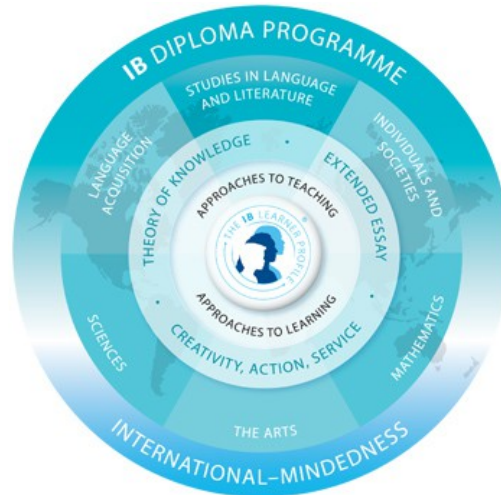 IB DIPLOMA PROGRAMME
STUDIES IN LANGUAGE
AND LITERATURE
LANGUAGE
ACQUISITION
INDIVIDUALS AND
SOCIETIES
THEORY OF KNOWLEDGE
EXTENDED ESSAY
APPROACHES TO TEACHING
THE IB LEARNER PROFILE
®
APPROACHES TO LEARNING
CREATIVITY, ACTION, SERVICE
SCIENCES
MATHEMATICS
THE ARTS
INTERNATIONAL–MINDEDNESS